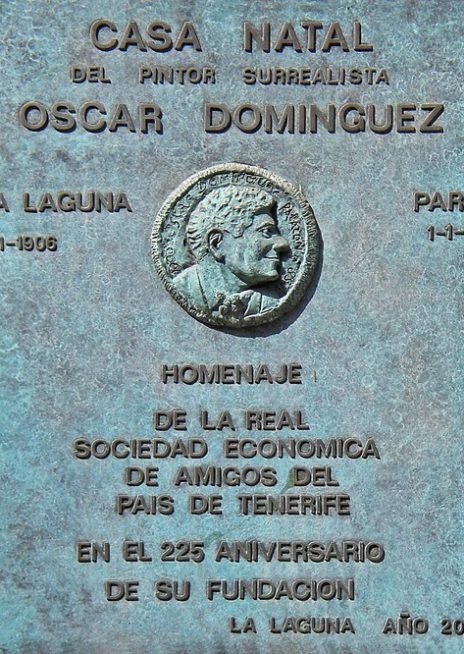 CASA NATAL
DEL PINTOR SURREALISTA
OSCAR DOMINGUEZ
A LAGUNA PAR
1-1906 1-1-
HOMENAJE
DE LA REAL
SOCIEDAD ECONOMICA
DE AMIGOS DEL
PAIS DE TENERIFE
EN EL 225 ANIVERSARIO
DE SU FUNDACION
LA LAGUNA AÑO 20